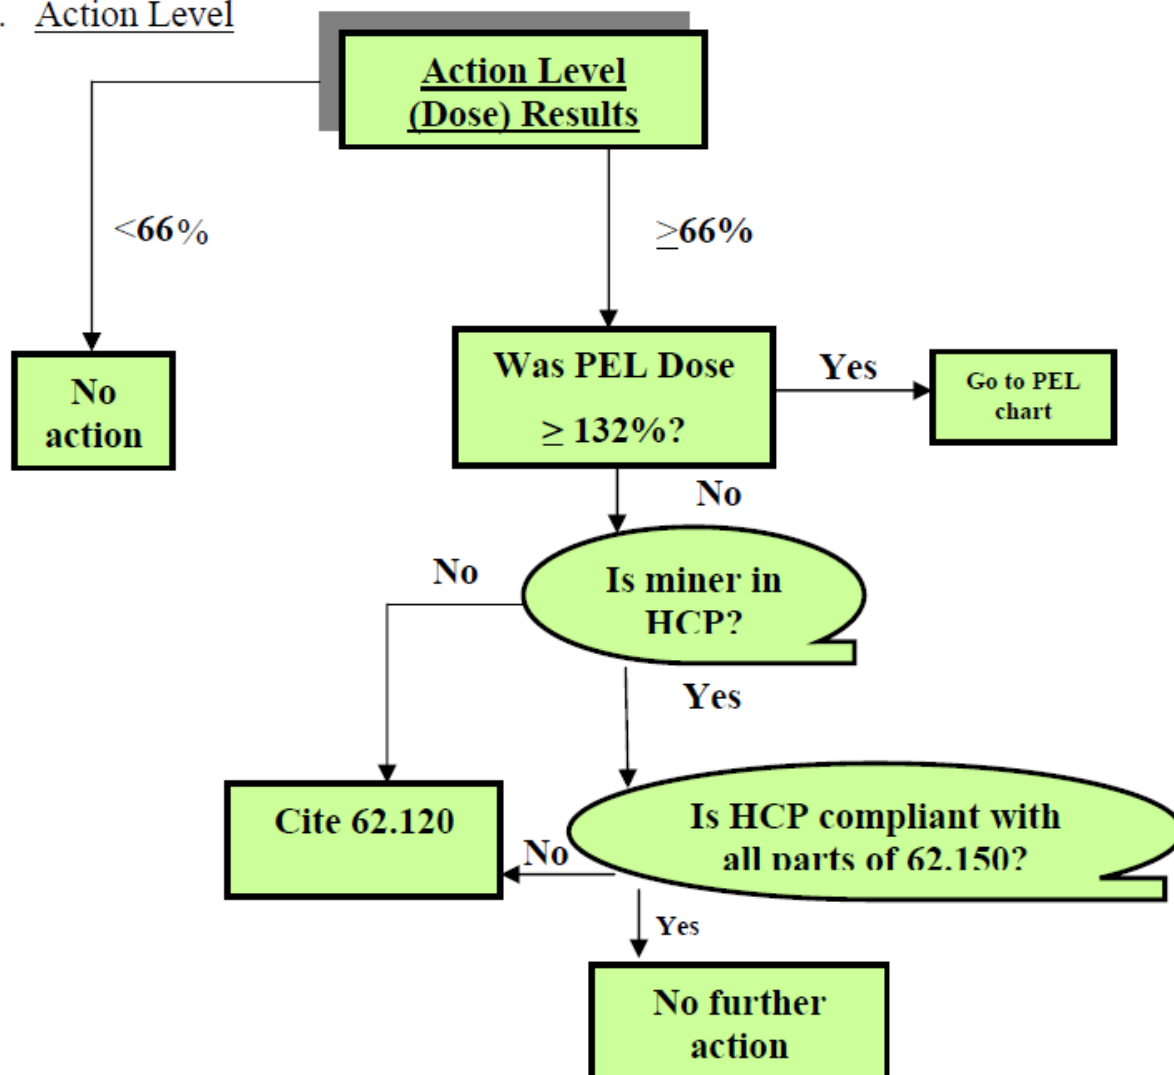 . Action Level
Action Level
(Dose) Results
<66%
≥66%
No
action
Was PEL Dose
≥ 132%?
Yes
Go to PEL
chart
No
Is miner in
HCP?
No
Yes
Cite 62.120
Is HCP compliant with
all parts of 62.150?
No
Yes
No further
action